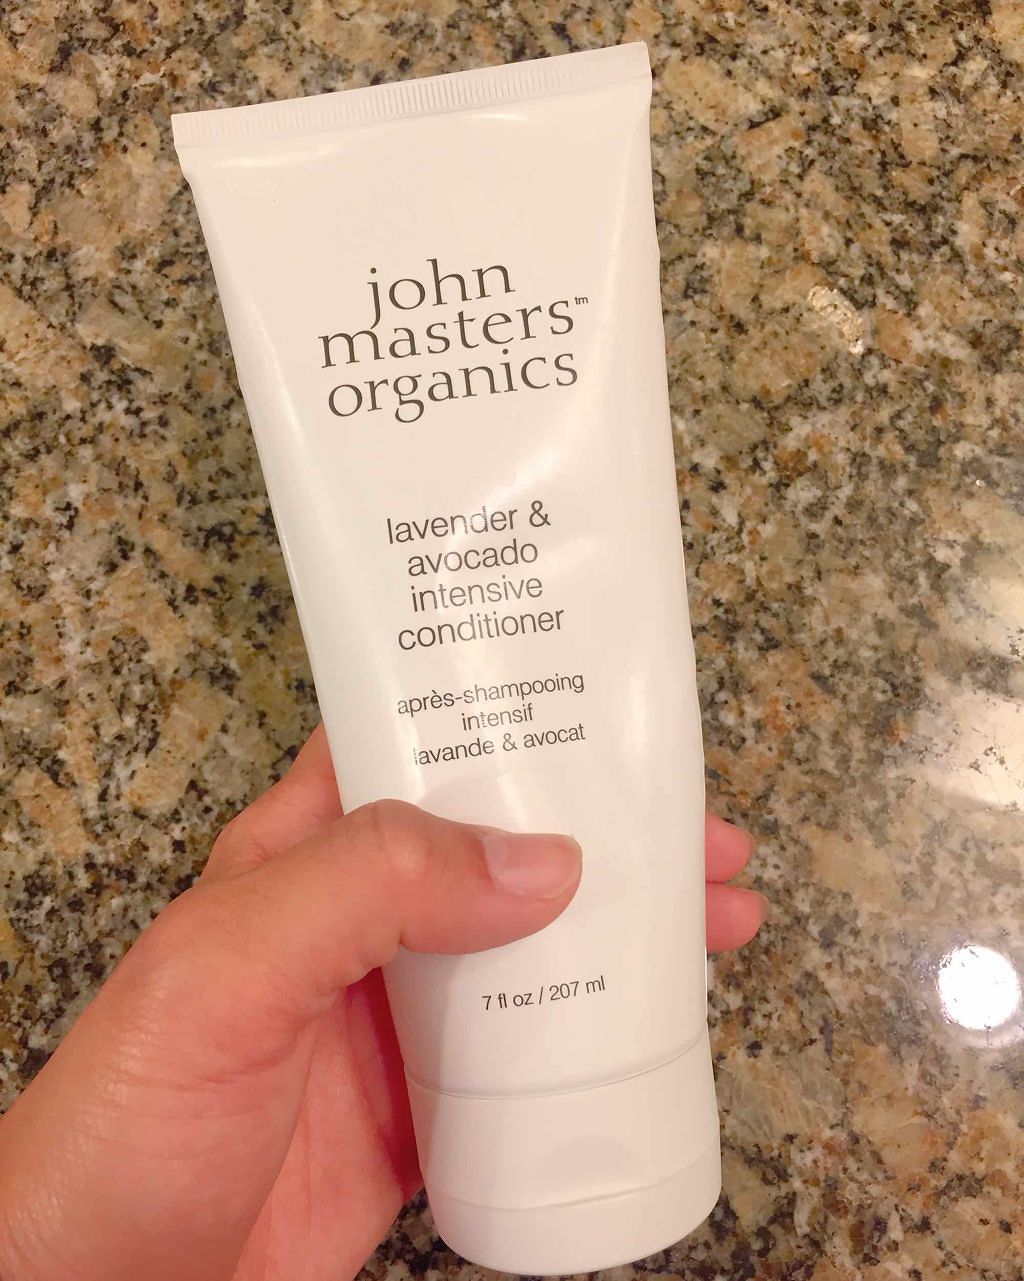 john
masters™
organics
lavender &
avocado
intensive
conditioner
après-shampooing
intensif
lavande & avocat
7 fl oz / 207 ml